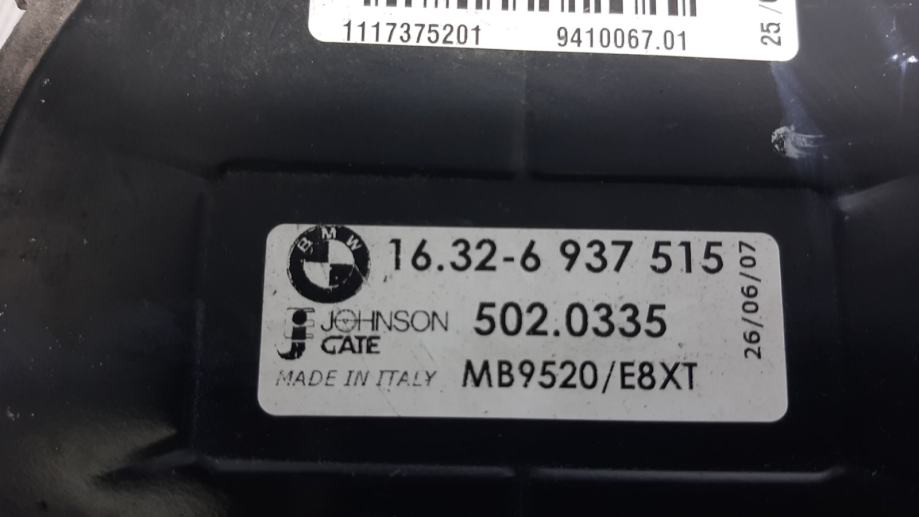 1117375201 9410067.01
25 /
BMW 16.32-6 937 515
JOHNSON 502.0335
GATE
MADE IN ITALY MB9520/E8XT
26/06/07